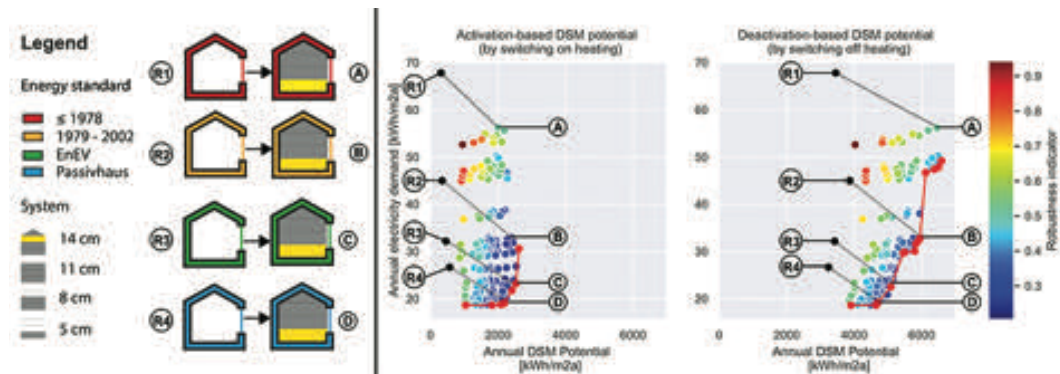 Legend
Energy standard
≤ 1978
1979 - 2002
EnEV
Passivhaus
System
14 cm
11 cm
8 cm
5 cm
R1
A
R2
B
R3
C
R4
D
Activation-based DSM potential
(by switching on heating)
Annual electricity demand [kWh/m2a]
70
60
50
40
30
20
R1
A
R2
R3
B
R4
C
D
0
2000
4000
6000
Annual DSM Potential
[kWh/m2a]
Deactivation-based DSM potential
(by switching off heating)
70
60
50
40
30
20
R1
A
R2
R3
B
R4
C
D
0
2000
4000
6000
Annual DSM Potential
[kWh/m2a]
0.9
0.8
0.7
0.6
0.5
0.4
0.3
Robustness indicator